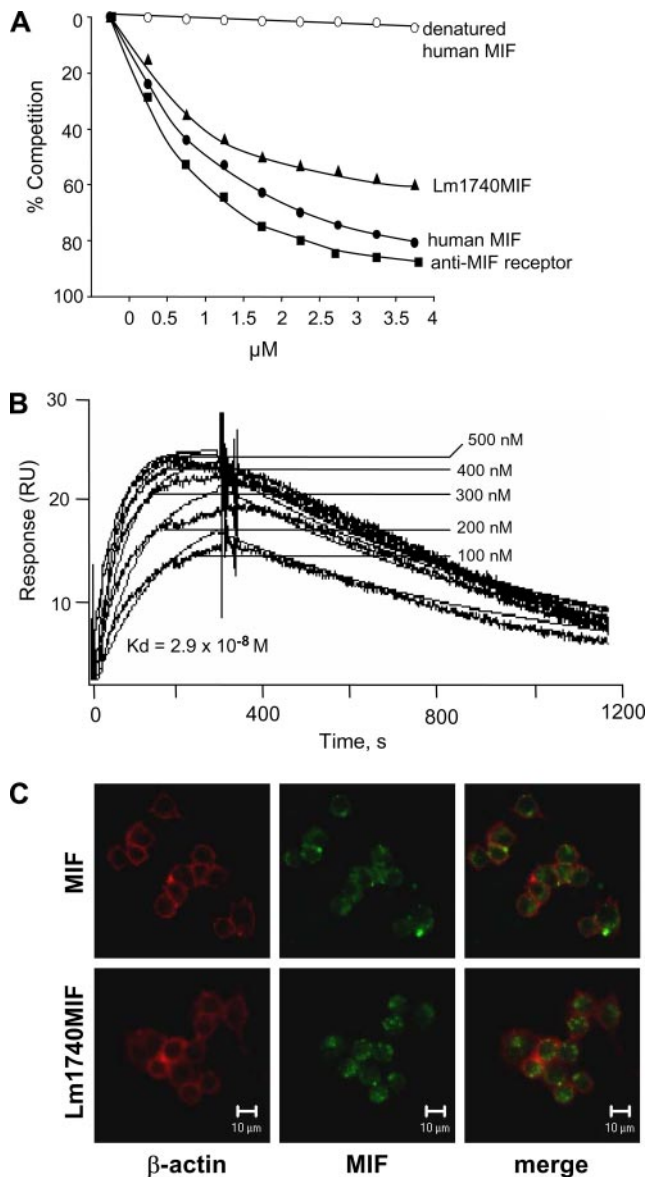 A
% Competition
0
20
40
60
80
100
denatured
human MIF
Lm1740MIF
human MIF
anti-MIF receptor
0 0.5 1 1.5 2 2.5 3 3.5 4
µM
B
Response (RU)
30
20
10
500 nM
400 nM
300 nM
200 nM
100 nM
Kd = 2.9 x 10-8 M
0 400 800 1200
Time, s
C
MIF
Lm1740MIF
10 µm
10 µm
10 µm
β-actin MIF merge